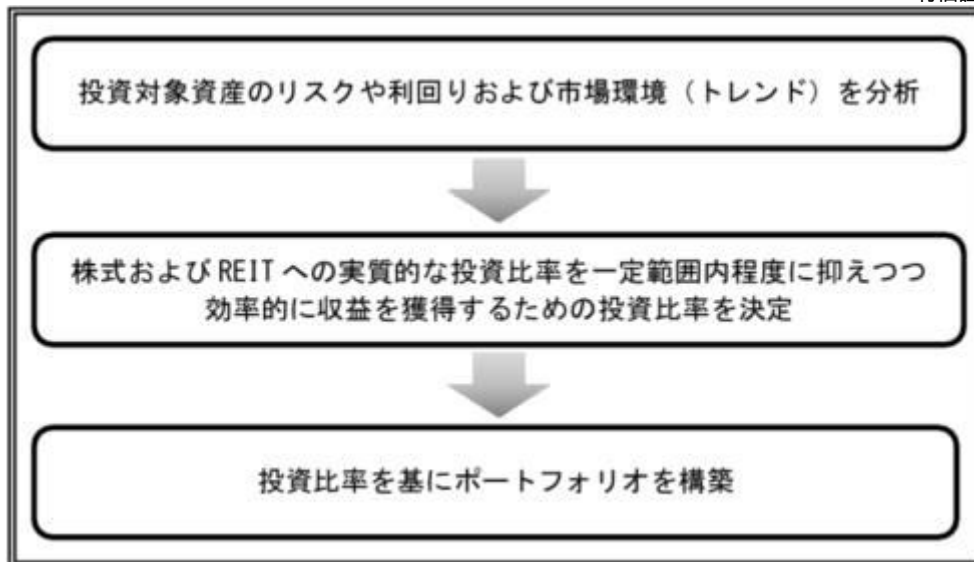 投資対象資産のリスクや利回りおよび市場環境（トレンド）を分析
株式および REIT への実質的な投資比率を一定範囲内程度に抑えつつ
効率的に収益を獲得するための投資比率を決定
投資比率を基にポートフォリオを構築